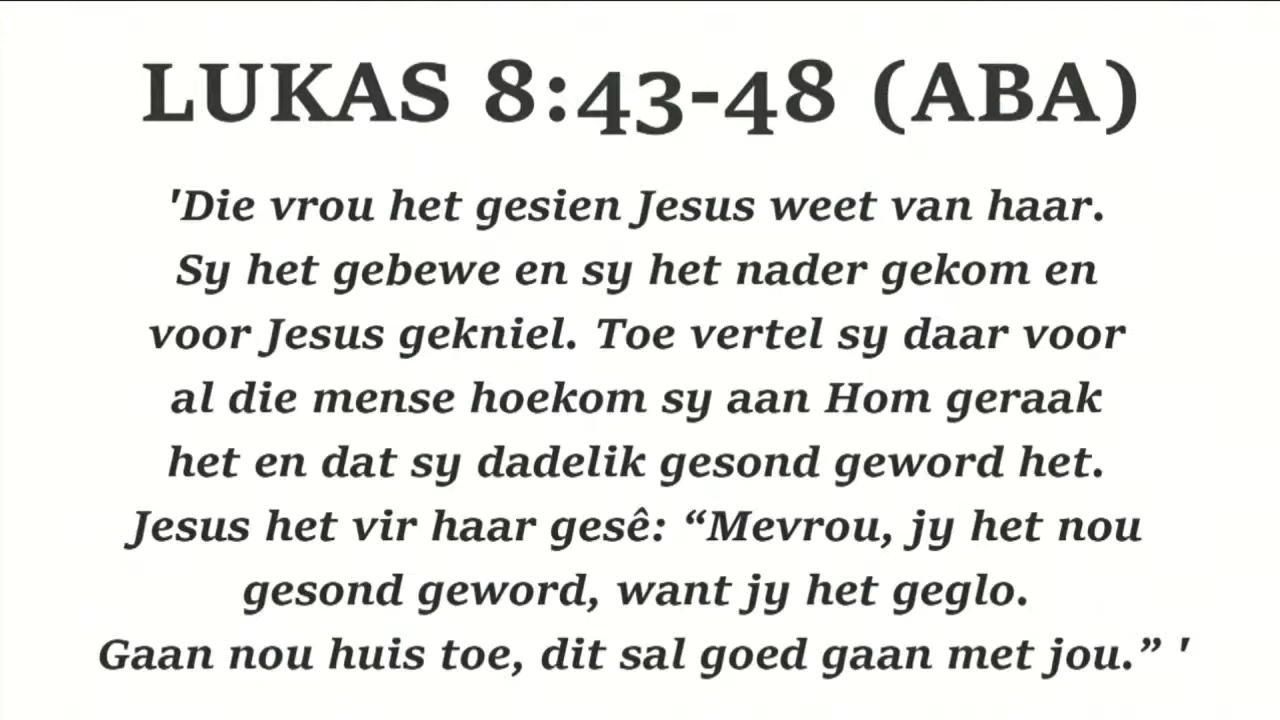 LUKAS 8:43-48 (ABA)
'Die vrou het gesien Jesus weet van haar.
Sy het gebewe en sy het nader gekom en
voor Jesus gekniel. Toe vertel sy daar voor
al die mense hoekom sy aan Hom geraak
het en dat sy dadelik gesond geword het.
Jesus het vir haar gesê: “Mevrou, jy het nou
gesond geword, want jy het geglo.
Gaan nou huis toe, dit sal goed gaan met jou.” '